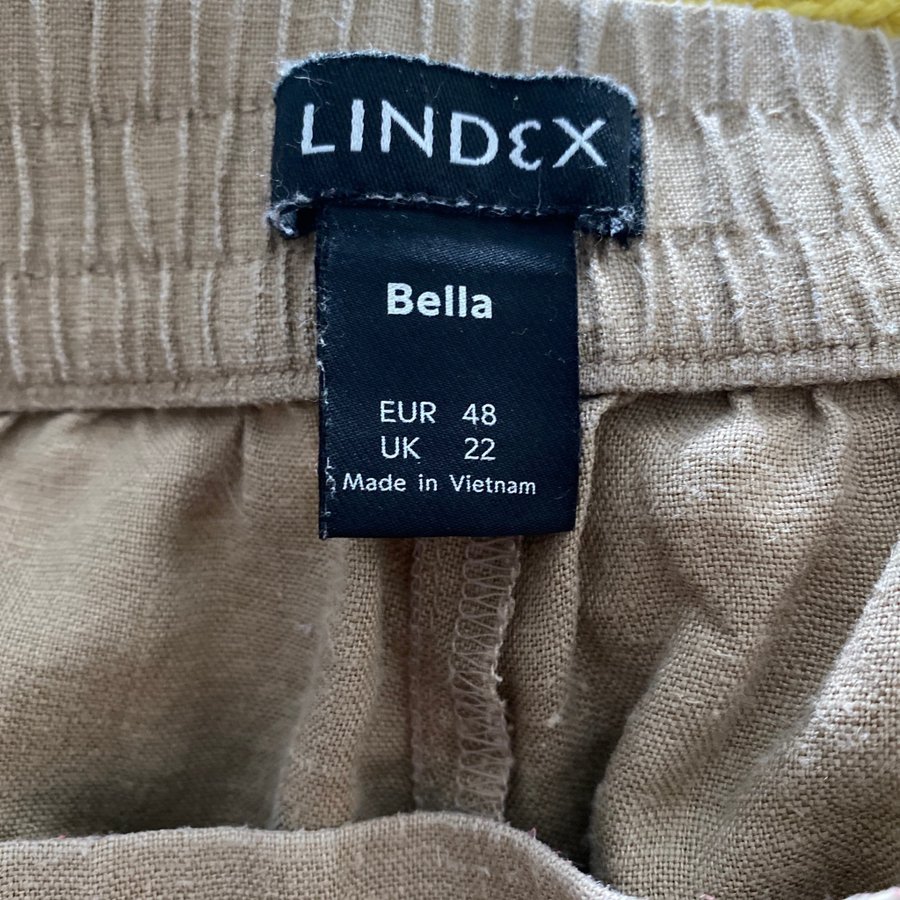 LINDEX
Bella
EUR 48
UK 22
Made in Vietnam